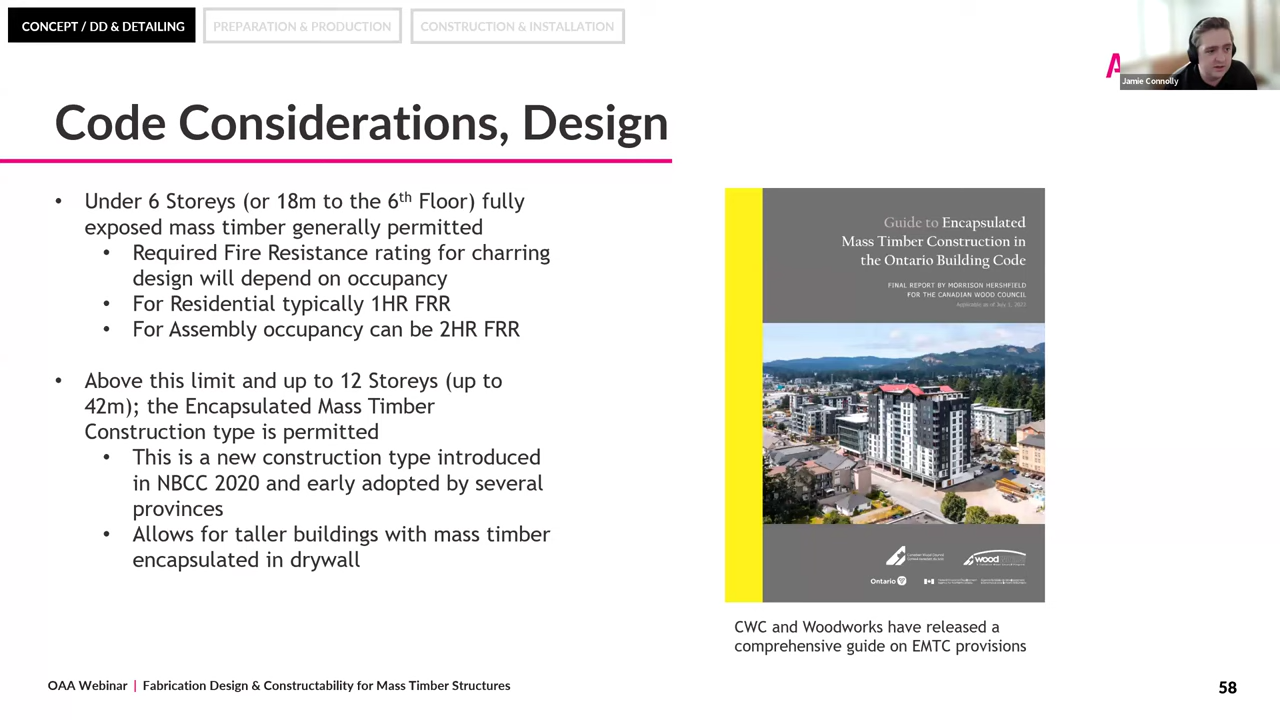 CONCEPT / DD & DETAILING
PREPARATION & PRODUCTION
CONSTRUCTION & INSTALLATION
Jamie Connolly
Code Considerations, Design
• Under 6 Storeys (or 18m to the 6th Floor) fully
exposed mass timber generally permitted
• Required Fire Resistance rating for charring
design will depend on occupancy
• For Residential typically 1HR FRR
• For Assembly occupancy can be 2HR FRR
• Above this limit and up to 12 Storeys (up to
42m); the Encapsulated Mass Timber
Construction type is permitted
• This is a new construction type introduced
in NBCC 2020 and early adopted by several
provinces
• Allows for taller buildings with mass timber
encapsulated in drywall
Guide to Encapsulated
Mass Timber Construction in
the Ontario Building Code
FINAL REPORT BY MORRISON HERSHFIELD
FOR THE CANADIAN WOOD COUNCIL
wood
Ontario
CWC and Woodworks have released a
comprehensive guide on EMTC provisions
OAA Webinar | Fabrication Design & Constructability for Mass Timber Structures
58